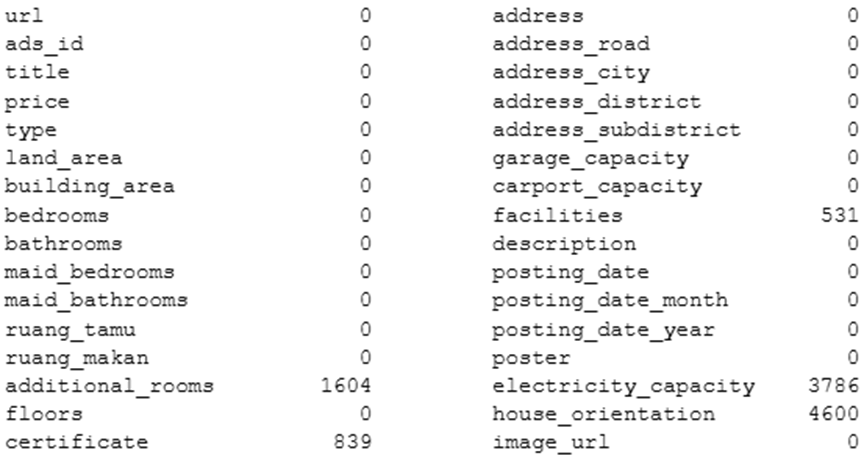 url 0
ads_id 0
title 0
price 0
type 0
land_area 0
building_area 0
bedrooms 0
bathrooms 0
maid_bedrooms 0
maid_bathrooms 0
ruang_tamu 0
ruang_makan 0
additional_rooms 1604
floors 0
certificate 839
address 0
address_road 0
address_city 0
address_district 0
address_subdistrict 0
garage_capacity 0
carport_capacity 0
facilities 531
description 0
posting_date 0
posting_date_month 0
posting_date_year 0
poster 0
electricity_capacity 3786
house_orientation 4600
image_url 0